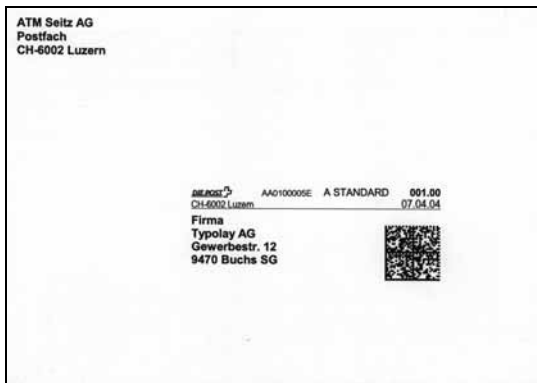 ATM Seitz AG
Postfach
CH-6002 Luzern
DIE POST AA0100005E A STANDARD 001.00
CH-6002 Luzern 07.04.04
Firma
Typolay AG
Gewerbestr. 12
9470 Buchs SG